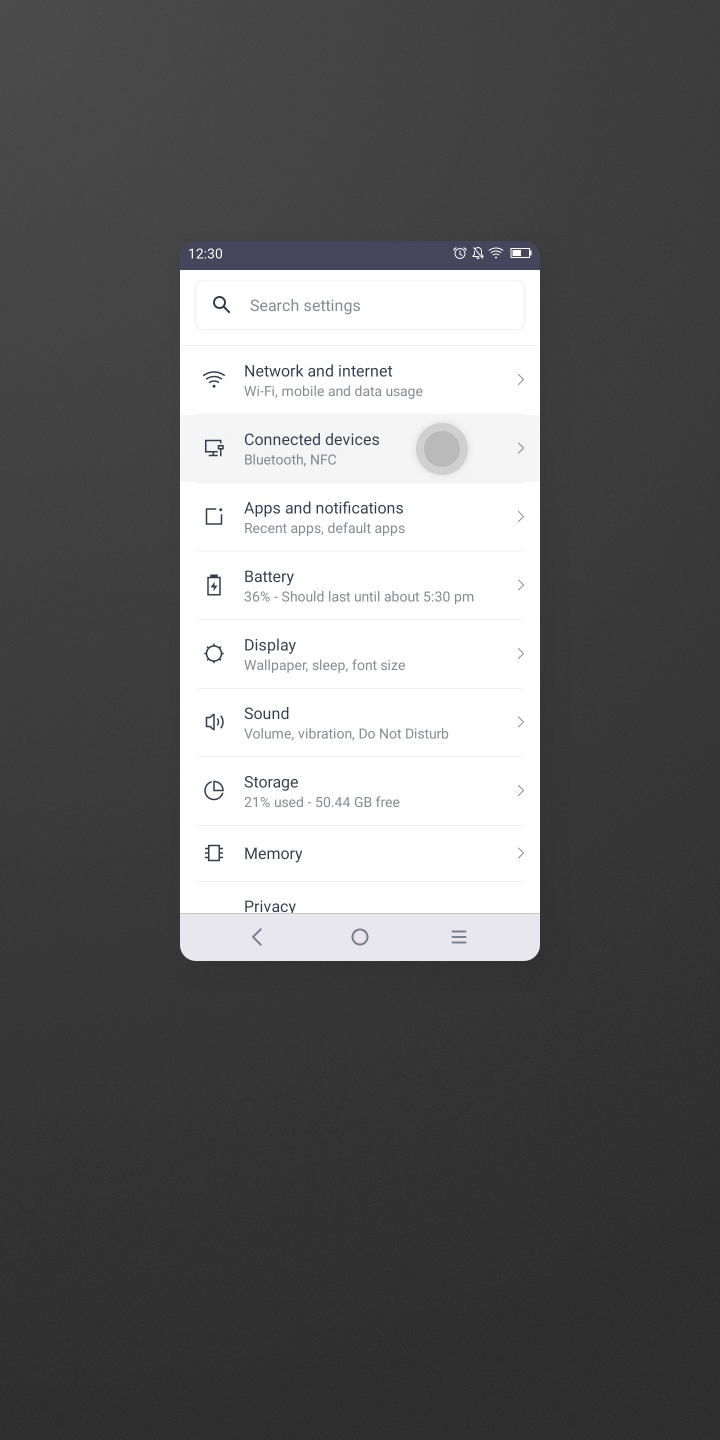 12:30
Search settings
Network and internet
Wi-Fi, mobile and data usage
Connected devices
Bluetooth, NFC
Apps and notifications
Recent apps, default apps
Battery
36% - Should last until about 5:30 pm
Display
Wallpaper, sleep, font size
Sound
Volume, vibration, Do Not Disturb
Storage
21% used - 50.44 GB free
Memory
Privacy